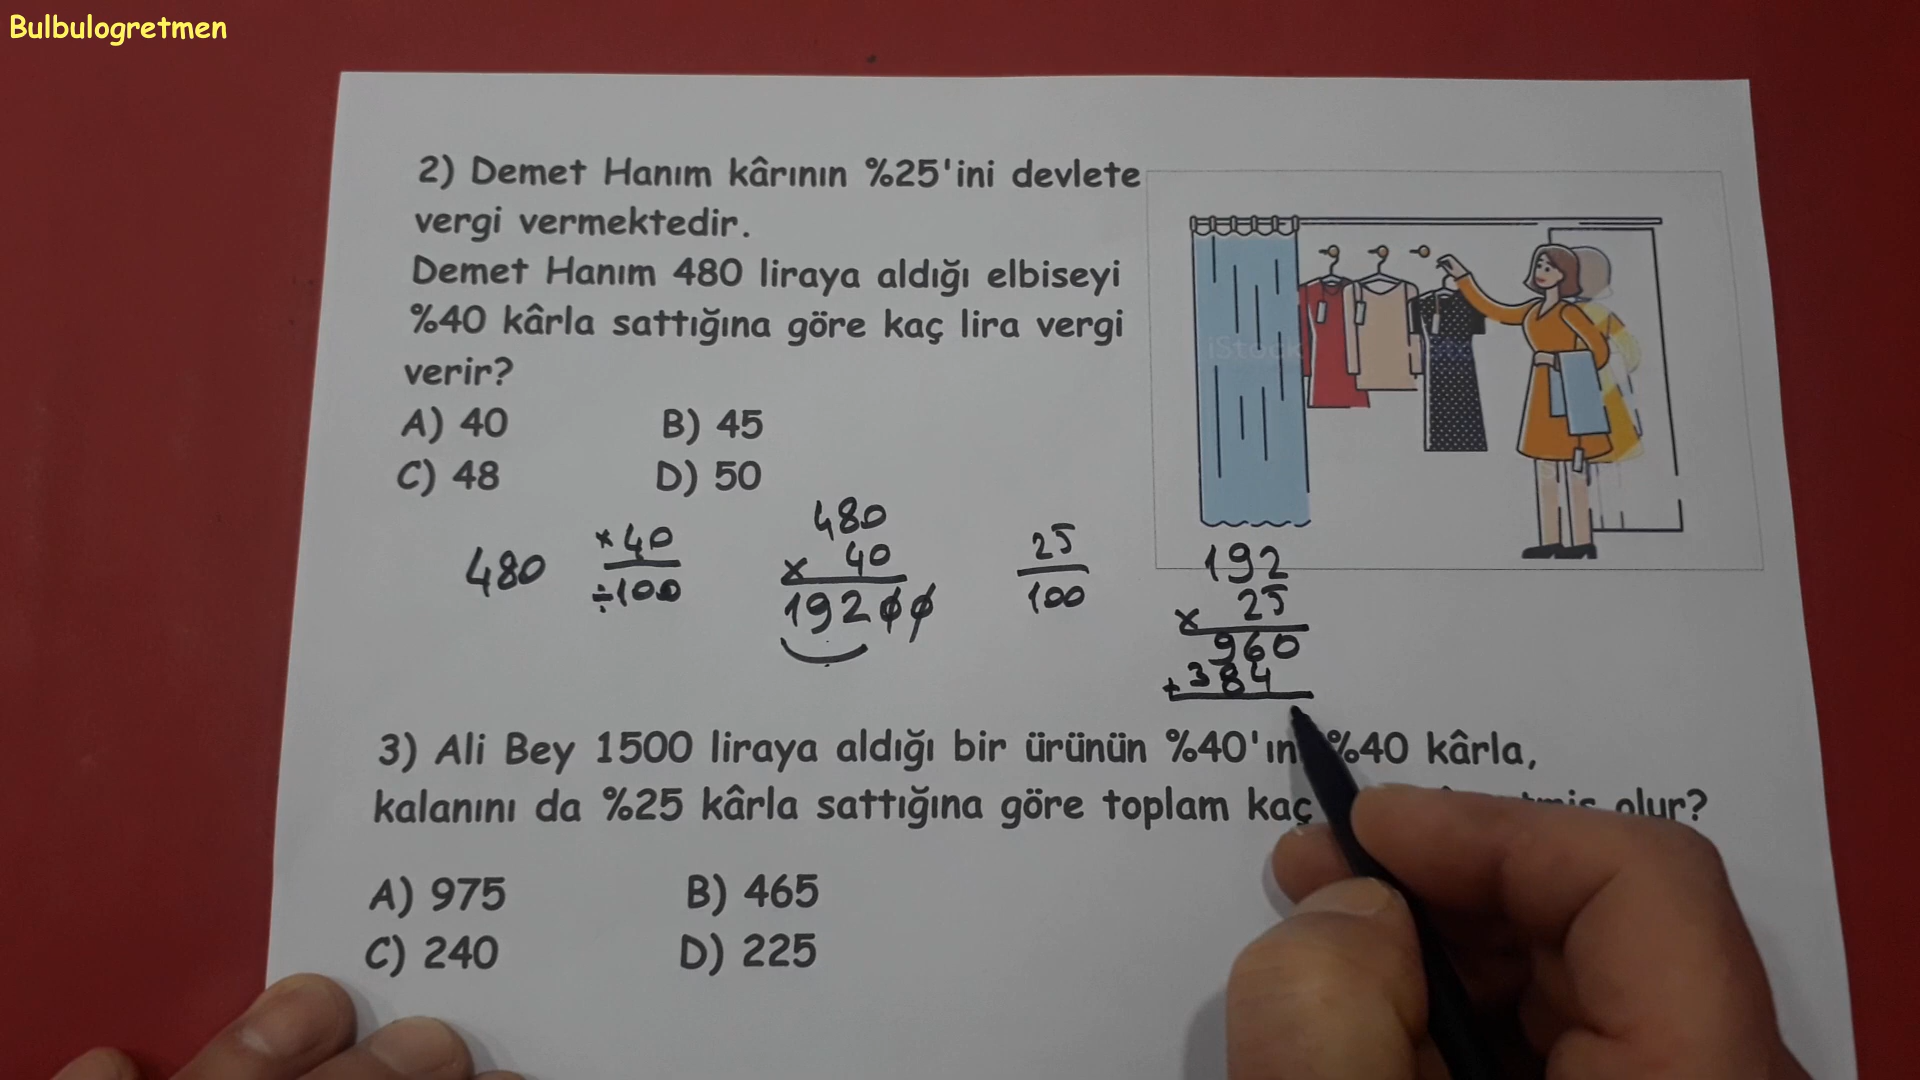 Bulbulogretmen
2) Demet Hanım kârının %25'ini devlete
vergi vermektedir.
Demet Hanım 480 liraya aldığı elbiseyi
%40 kârla sattığına göre kaç lira vergi
verir?
A) 40 B) 45
C) 48 D) 50
iStock
480 ×40
÷100
480
× 40
19200
25
100
192
× 25
960
+384
3) Ali Bey 1500 liraya aldığı bir ürünün %40'ın %40 kârla,
kalanını da %25 kârla sattığına göre toplam kaç olur?
A) 975 B) 465
C) 240 D) 225